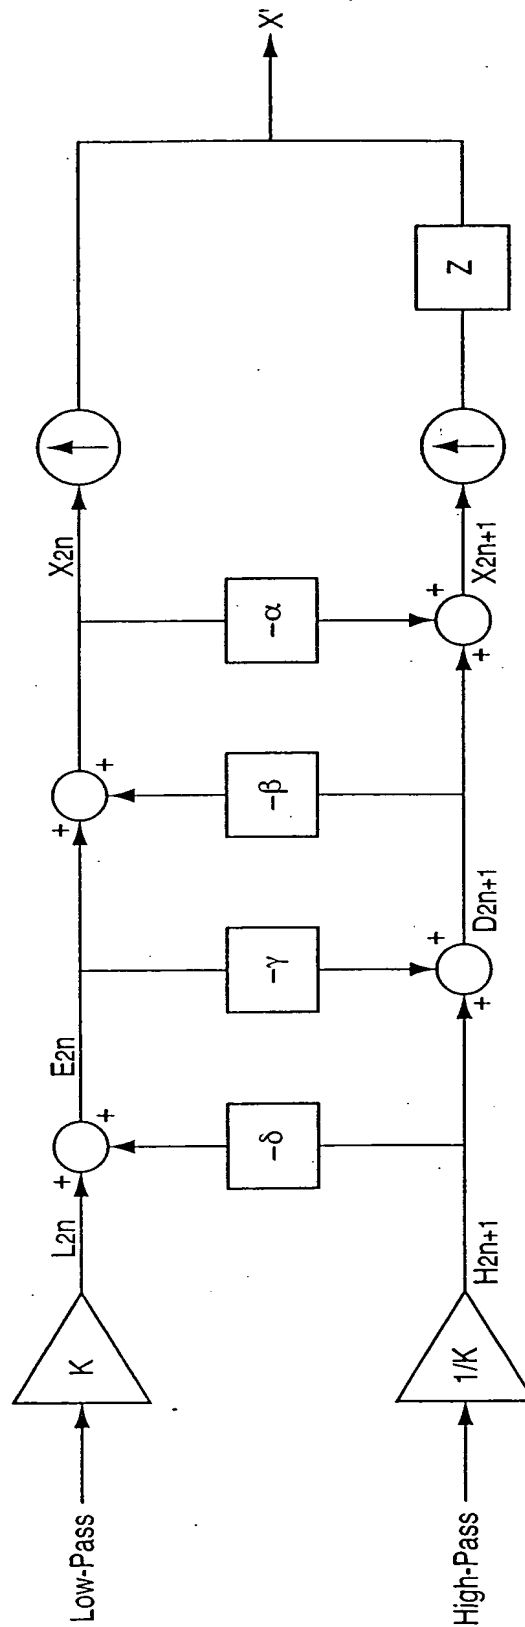 Low-Pass
K
L2n
E2n
X2n
+
+
+
+
-δ
-γ
-β
-α
High-Pass
1/K
H2n+1
D2n+1
X2n+1
+
+
+
+
Z
X'